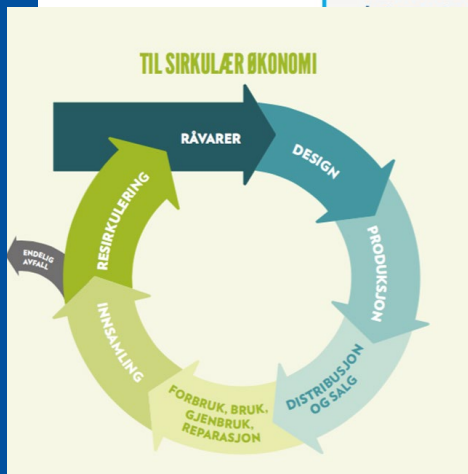 TIL SIRKULÆR ØKONOMI
RÅVARER
DESIGN
PRODUKSJON
DISTRIBUSJON
OG SALG
FORBRUK, BRUK,
GJENBRUK,
REPARASJON
INNSAMLING
RESIRKULERING
ENDELIG
AVFALL